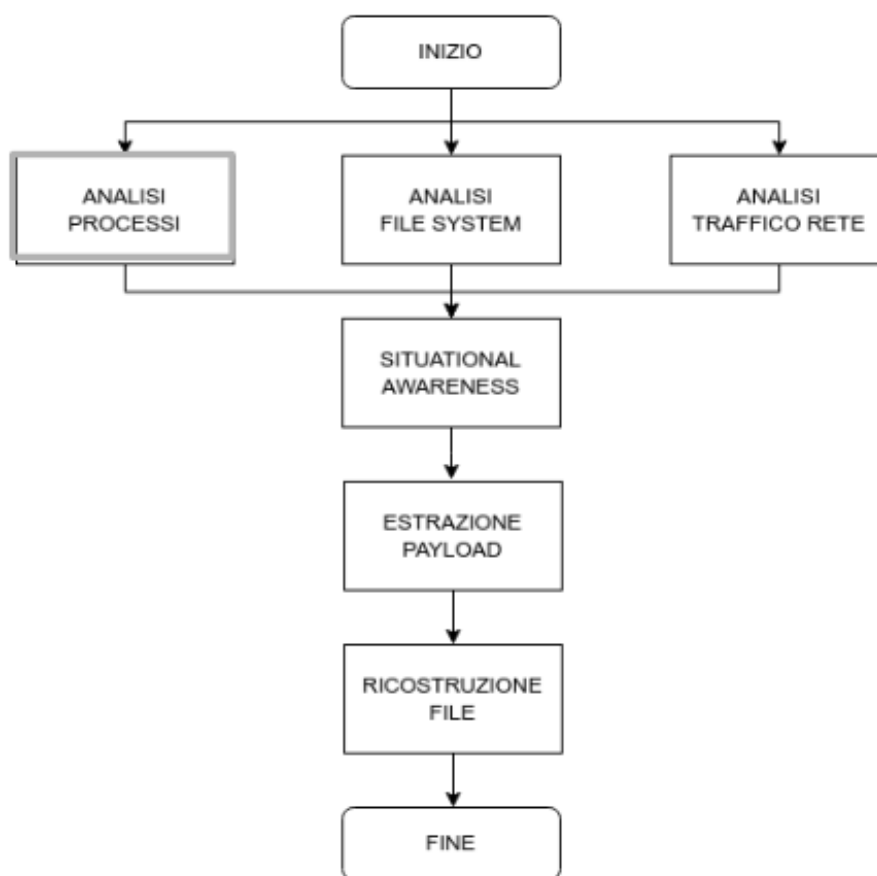 INIZIO
ANALISI
PROCESSI
ANALISI
FILE SYSTEM
ANALISI
TRAFFICO RETE
SITUATIONAL
AWARENESS
ESTRAZIONE
PAYLOAD
RICOSTRUZIONE
FILE
FINE